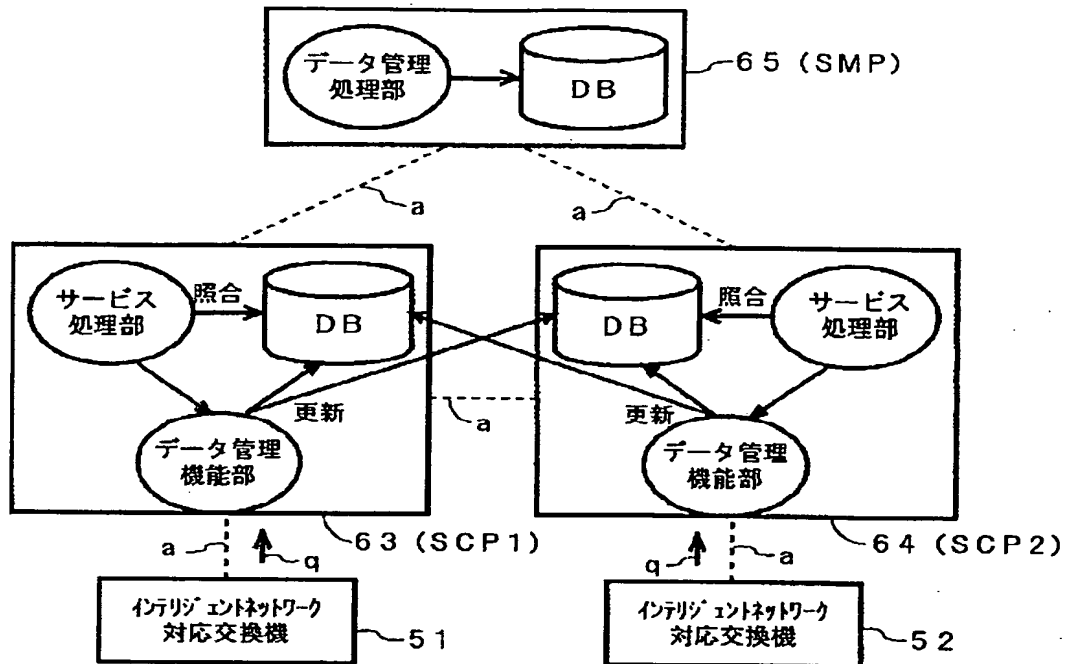 データ管理
処理部
DB
65 (SMP)
a
a
サービス
処理部
照合
DB
更新
データ管理
機能部
a
DB
照合
サービス
処理部
更新
データ管理
機能部
63 (SCP1)
64 (SCP2)
a
q
q
a
インテリジェントネットワーク
対応交換機
51
インテリジェントネットワーク
対応交換機
52